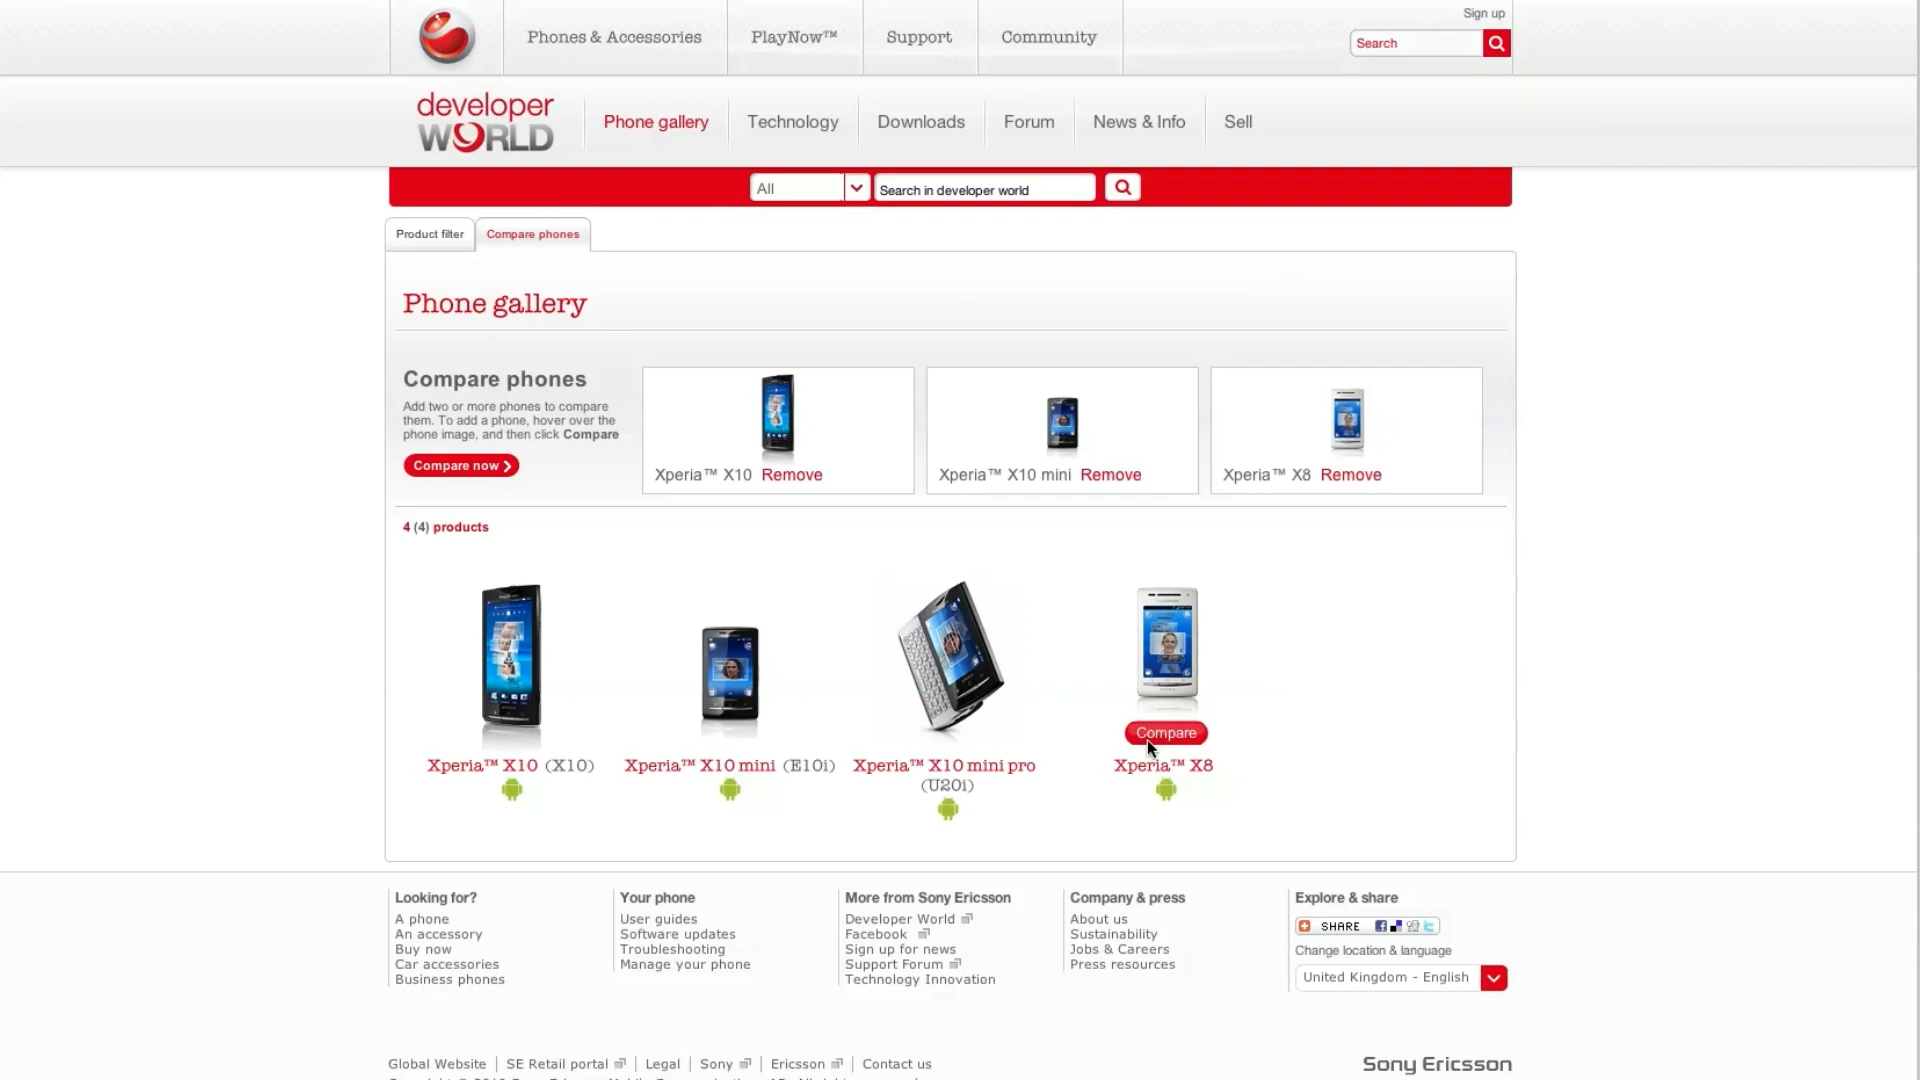 Sign up
Phones & Accessories
PlayNow™
Support
Community
Search
developer
WORLD
Phone gallery
Technology
Downloads
Forum
News & Info
Sell
All
Search in developer world
Product filter
Compare phones
Phone gallery
Compare phones
Add two or more phones to compare
them. To add a phone, hover over the
phone image, and then click Compare
Compare now
Xperia™ X10 Remove
Xperia™ X10 mini Remove
Xperia™ X8 Remove
4 (4) products
Compare
Xperia™ X10 (X10)
Xperia™ X10 mini (E10i)
Xperia™ X10 mini pro
(U20i)
Xperia™ X8
Looking for?
A phone
An accessory
Buy now
Car accessories
Business phones
Your phone
User guides
Software updates
Troubleshooting
Manage your phone
More from Sony Ericsson
Developer World
Facebook
Sign up for news
Support Forum
Technology Innovation
Company & press
About us
Sustainability
Jobs & Careers
Press resources
Explore & share
SHARE
Change location & language
United Kingdom - English
Global Website
SE Retail portal
Legal
Sony
Ericsson
Contact us
Sony Ericsson